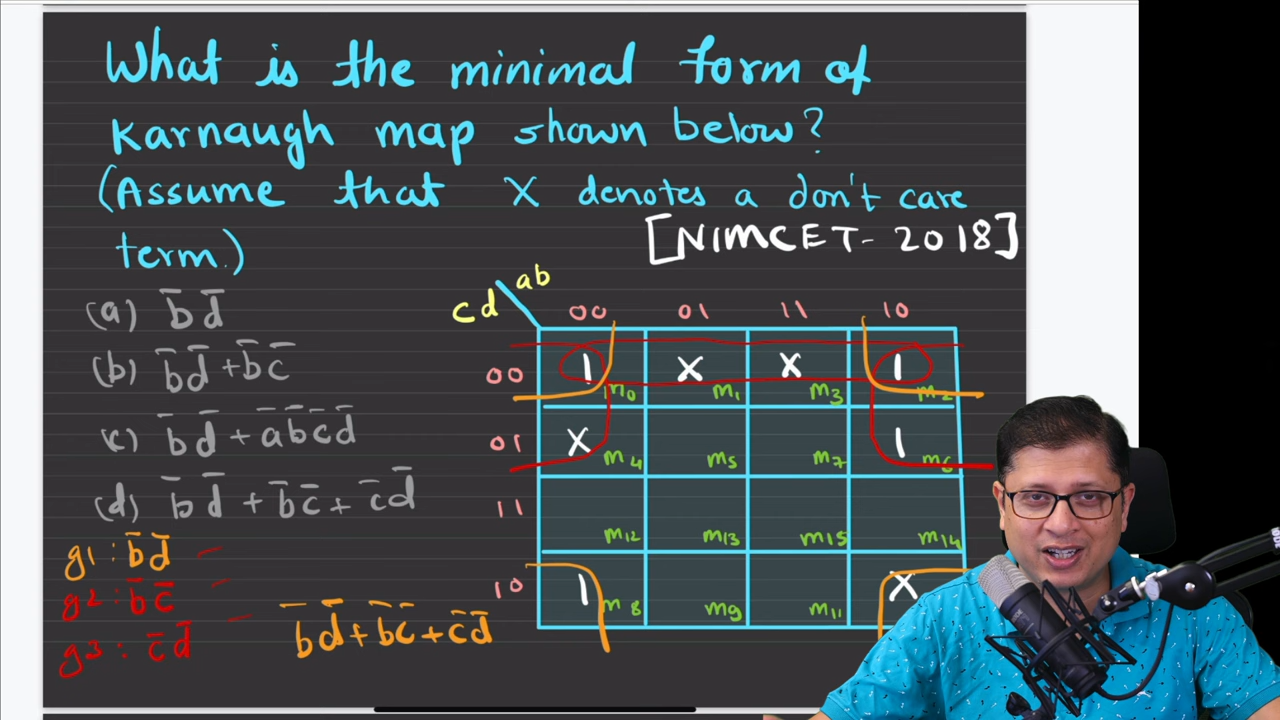 What is the minimal form of
Karnaugh map shown below?
(Assume that X denotes a don't care
term.)
[NIMCET-2018]
(a) b̅ d̅
(b) b̅ d̅ + b̅ c̅
(c) b̅ d̅ + a̅ b̅ c̅ d̅
(d) b̅ d̅ + b̅ c̅ + c̅ d̅
g1 : b̅ d̅
g2 : b̅ c̅
g3 : c̅ d̅
b̅ d̅ + b̅ c̅ + c̅ d̅
ab
cd
00 01 11 10
00 1 m0 X m1 X m3 1 m2
01 X m4 m5 m7 1 m6
11 m12 m13 m15 m14
10 1 m8 m9 m11 X